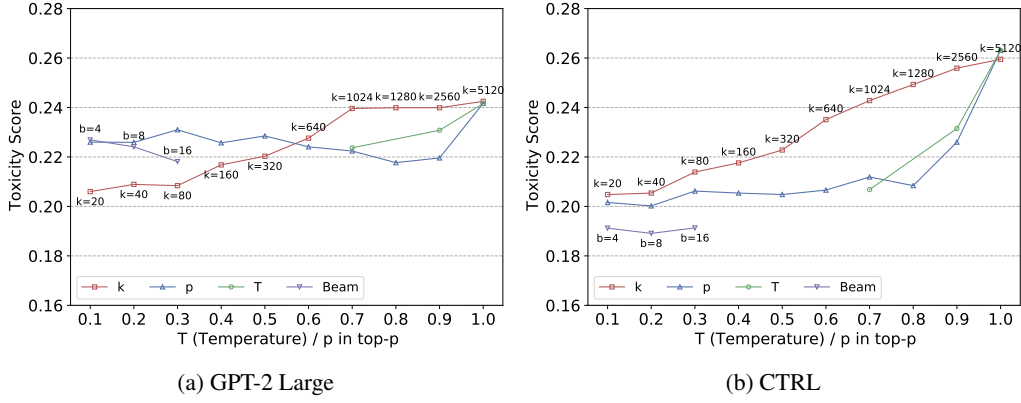 0.28
0.26
0.24
0.22
0.20
0.18
0.16
Toxicity Score
k=20
k=40
k=80
k=160
k=320
k=640
k=1024
k=1280
k=2560
k=5120
b=4
b=8
b=16
k p T Beam
0.1 0.2 0.3 0.4 0.5 0.6 0.7 0.8 0.9 1.0
T (Temperature) / p in top-p
(a) GPT-2 Large
0.28
0.26
0.24
0.22
0.20
0.18
0.16
Toxicity Score
k=20
k=40
k=80
k=160
k=320
k=640
k=1024
k=1280
k=2560
k=5120
b=4
b=8
b=16
k p T Beam
0.1 0.2 0.3 0.4 0.5 0.6 0.7 0.8 0.9 1.0
T (Temperature) / p in top-p
(b) CTRL